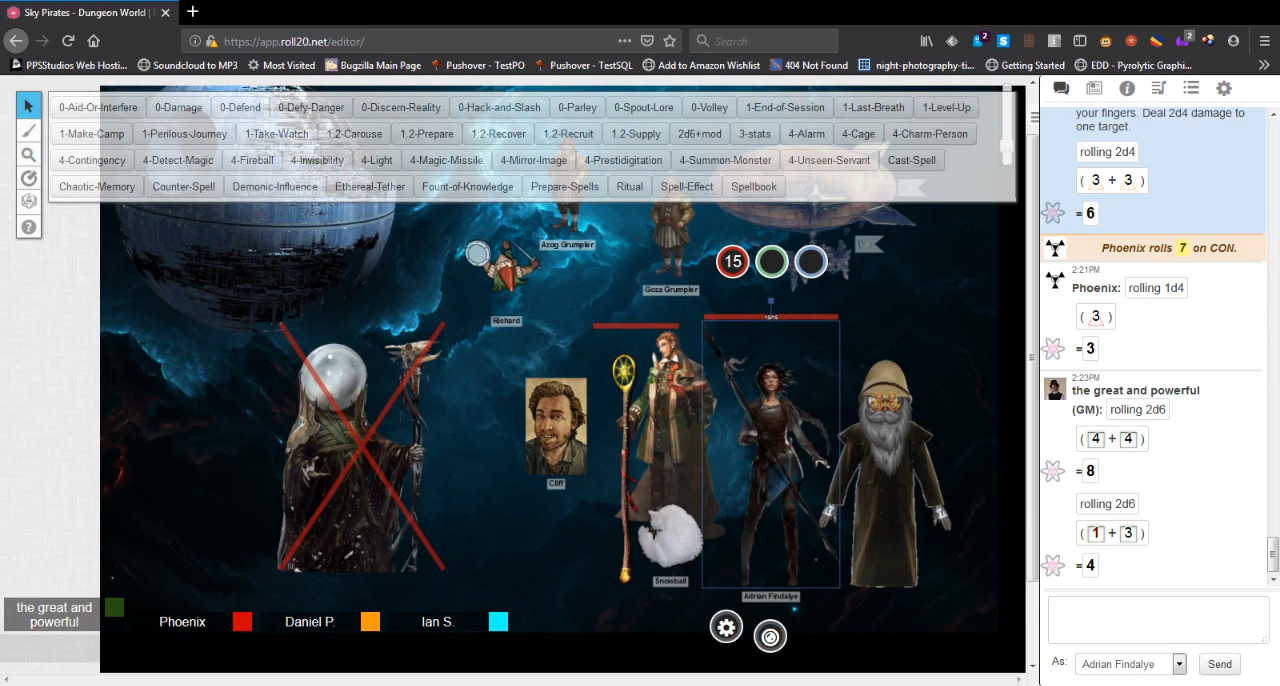 Sky Pirates - Dungeon World |
https://app.roll20.net/editor/
Search
2
2
PPSStudios Web Hosti...
Soundcloud to MP3
Most Visited
Bugzilla Main Page
Pushover - TestPO
Pushover - TestSQL
Add to Amazon Wishlist
404 Not Found
night-photography-ti...
Getting Started
EDD - Pyrolytic Graphi...
0-Aid-Or-Interfere
0-Damage
0-Defend
0-Defy-Danger
0-Discern-Reality
0-Hack-and-Slash
0-Parley
0-Spout-Lore
0-Volley
1-End-of-Session
1-Last-Breath
1-Level-Up
1-Make-Camp
1-Perilous-Journey
1-Take-Watch
1.2-Carouse
1.2-Prepare
1.2-Recover
1.2-Recruit
1.2-Supply
2d6+mod
3-stats
4-Alarm
4-Cage
4-Charm-Person
4-Contingency
4-Detect-Magic
4-Fireball
4-Invisibility
4-Light
4-Magic-Missile
4-Mirror-Image
4-Prestidigitation
4-Summon-Monster
4-Unseen-Servant
Cast-Spell
Chaotic-Memory
Counter-Spell
Demonic-Influence
Ethereal-Tether
Fount-of-Knowledge
Prepare-Spells
Ritual
Spell-Effect
Spellbook
Azog Grumpler
Goza Grumpler
15
Richard
Cliff
Snowball
Adrian Findalye
the great and
powerful
Phoenix
Daniel P.
Ian S.
your fingers. Deal 2d4 damage to
one target.
rolling 2d4
( 3 + 3 )
= 6
Phoenix rolls 7 on CON.
2:21PM
Phoenix: rolling 1d4
( 3 )
= 3
2:23PM
the great and powerful
(GM): rolling 2d6
( 4 + 4 )
= 8
rolling 2d6
( 1 + 3 )
= 4
As: Adrian Findalye
Send